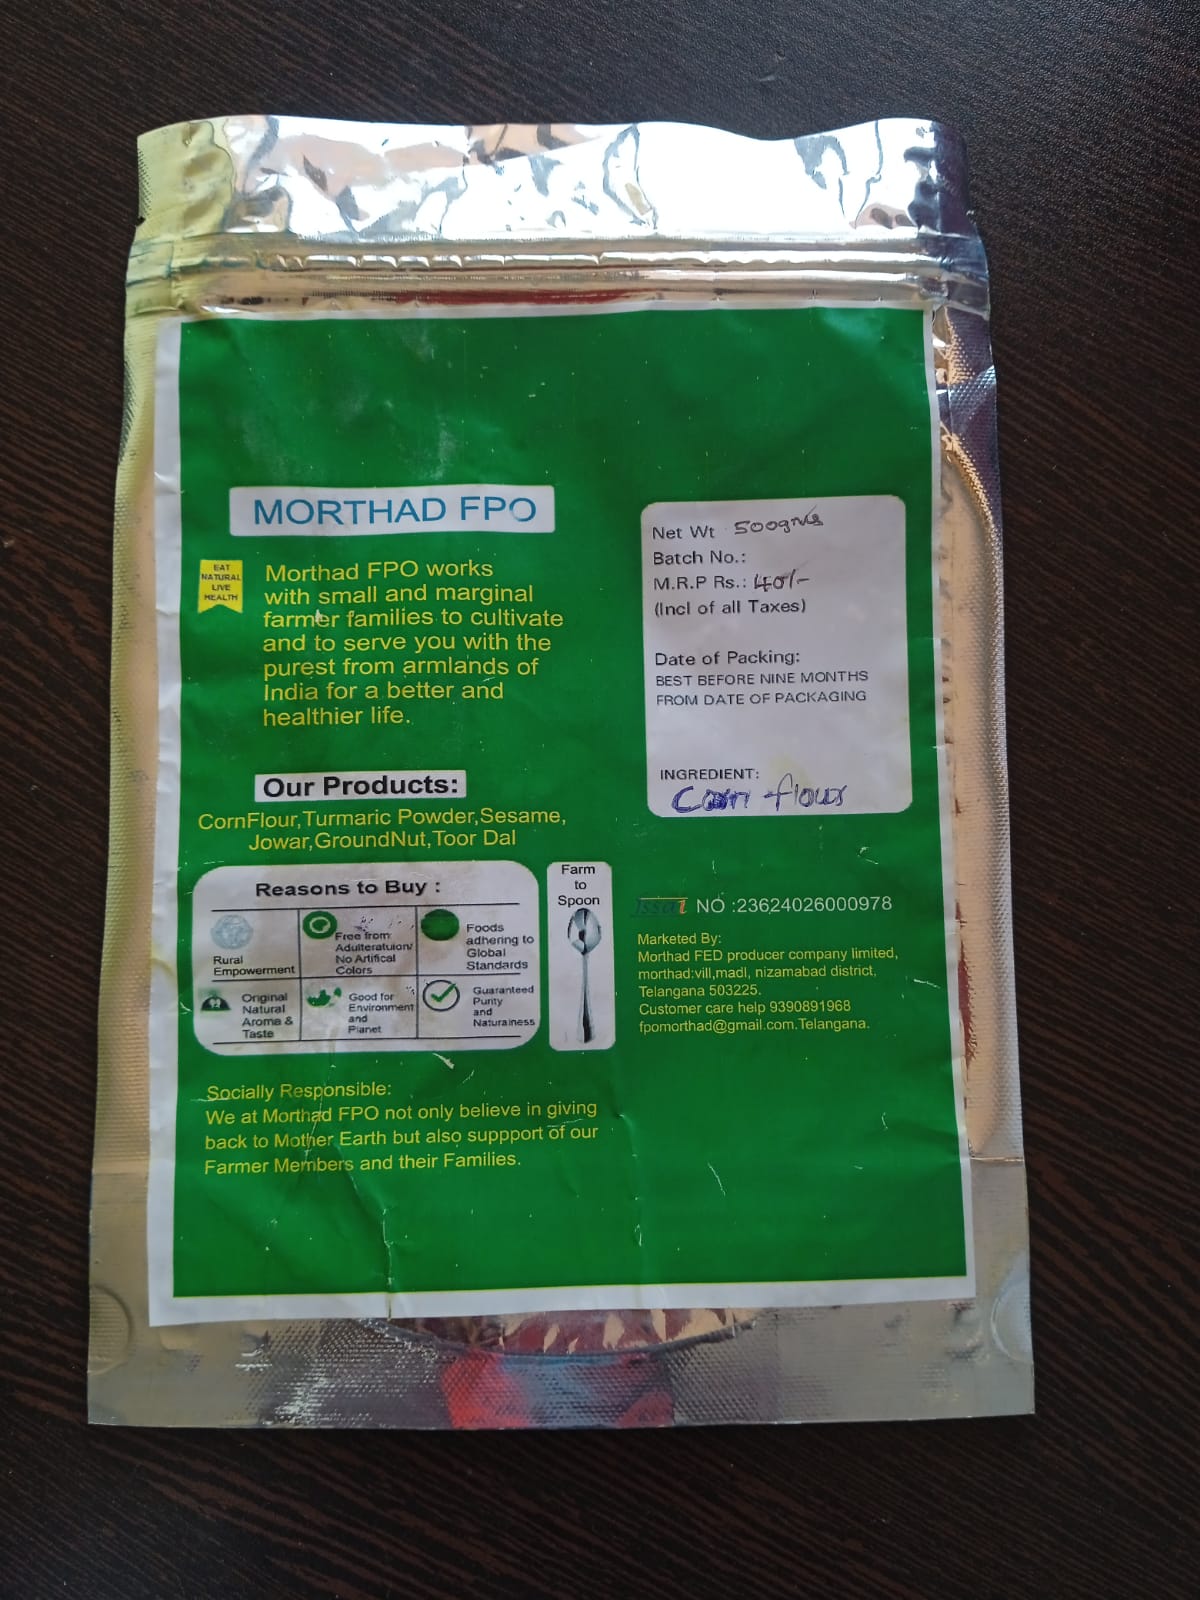 MORTHAD FPO
EAT
NATURAL
LIVE
HEALTH
Morthad FPO works
with small and marginal
farmer families to cultivate
and to serve you with the
purest from armlands of
India for a better and
healthier life.
Our Products:
CornFlour,Turmaric Powder,Sesame,
Jowar,GroundNut,Toor Dal
Reasons to Buy :
Rural
Empowerment
Free from
Adulteratuion/
No Artifical
Colors
Foods
adhering to
Global
Standards
Original
Natural
Aroma &
Taste
Good for
Environment
and
Planet
Guaranteed
Purity
and
Naturalness
Farm
to
Spoon
Socially Responsible:
We at Morthad FPO not only believe in giving
back to Mother Earth but also suppport of our
Farmer Members and their Families.
Net Wt 500gms
Batch No.:
M.R.P Rs.: 40/-
(Incl of all Taxes)
Date of Packing:
BEST BEFORE NINE MONTHS
FROM DATE OF PACKAGING
INGREDIENT:
Corn flour
fssai NO :23624026000978
Marketed By:
Morthad FED producer company limited,
morthad:vill,madl, nizamabad district,
Telangana 503225.
Customer care help 9390891968
fpomorthad@gmail.com.Telangana.